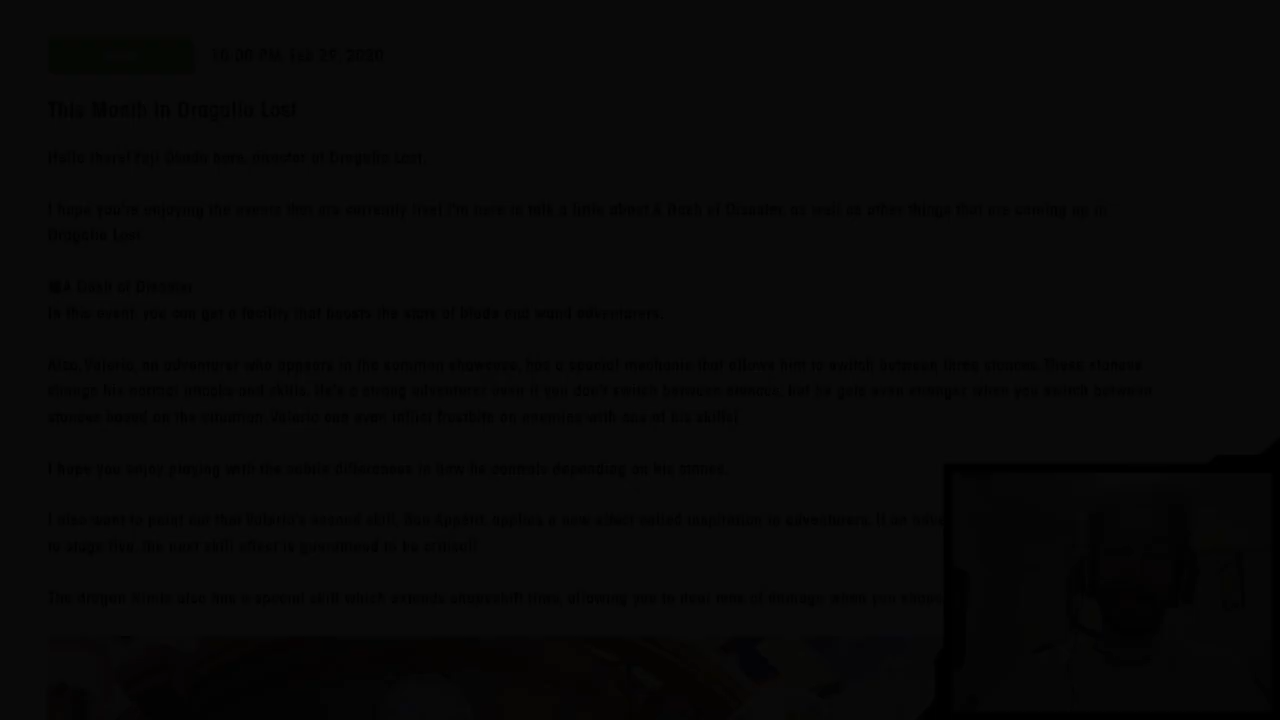 This Month in Dragalia Lost
Hello there! Yuji Okada here, director of Dragalia Lost.
I hope you're enjoying the events that are currently live! I'm here to talk a little about A Dash of Disaster, as well as other things that are coming up in
Dragalia Lost.
■A Dash of Disaster
In this event, you can get a facility that boosts the stats of blade and wand adventurers.
Also, Valerio, an adventurer who appears in the summon showcase, has a special mechanic that allows him to switch between three stances. These stances
change his normal attacks and skills. He's a strong adventurer even if you don't switch between stances, but he gets even stronger when you switch between
stances based on the situation. Valerio can even inflict frostbite on enemies with one of his skills!
I hope you enjoy playing with the subtle differences in how he controls depending on his stance.
I also want to point out that Valerio's second skill, Bon Appétit, applies a new effect called inspiration to adventurers. If an
to stage five, the next skill effect is guaranteed to be critical!
The dragon also has a special skill which extends shapeshift time, allowing you to deal tons of damage when you